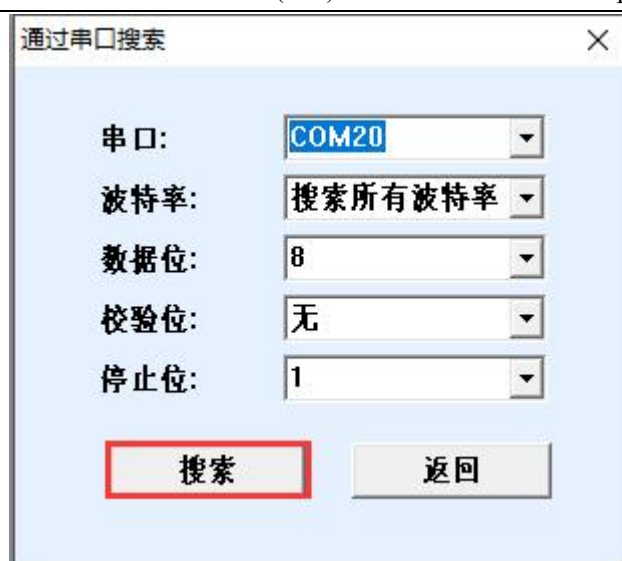 通过串口搜索
串口: COM20
波特率: 搜索所有波特率
数据位: 8
校验位: 无
停止位: 1
搜索 返回